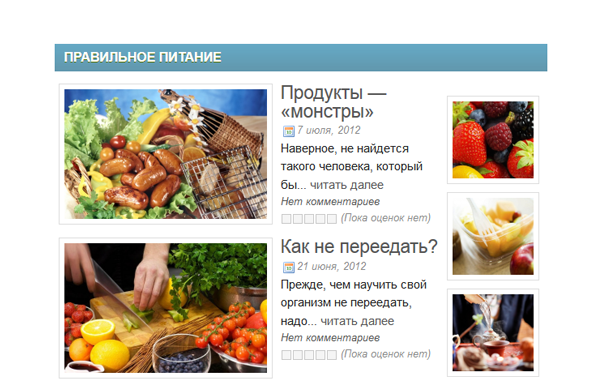 ПРАВИЛЬНОЕ ПИТАНИЕ
Продукты —
«монстры»
7 июля, 2012
Наверное, не найдется
такого человека, который
бы... читать далее
Нет комментариев
(Пока оценок нет)
Как не переедать?
21 июня, 2012
Прежде, чем научить свой
организм не переедать,
надо... читать далее
Нет комментариев
(Пока оценок нет)